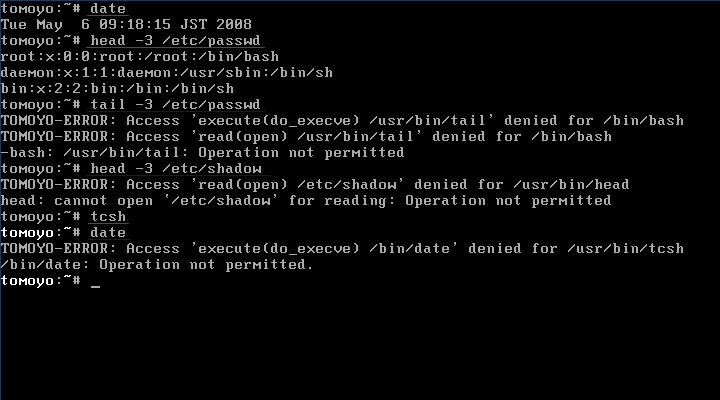 tomoyo:~# date
Tue May  6 09:18:15 JST 2008
tomoyo:~# head -3 /etc/passwd
root:x:0:0:root:/root:/bin/bash
daemon:x:1:1:daemon:/usr/sbin:/bin/sh
bin:x:2:2:bin:/bin:/bin/sh
tomoyo:~# tail -3 /etc/passwd
TOMOYO-ERROR: Access 'execute(do_execve) /usr/bin/tail' denied for /bin/bash
TOMOYO-ERROR: Access 'read(open) /usr/bin/tail' denied for /bin/bash
-bash: /usr/bin/tail: Operation not permitted
tomoyo:~# head -3 /etc/shadow
TOMOYO-ERROR: Access 'read(open) /etc/shadow' denied for /usr/bin/head
head: cannot open `/etc/shadow' for reading: Operation not permitted
tomoyo:~# tcsh
tomoyo:~# date
TOMOYO-ERROR: Access 'execute(do_execve) /bin/date' denied for /usr/bin/tcsh
/bin/date: Operation not permitted.
tomoyo:~# _